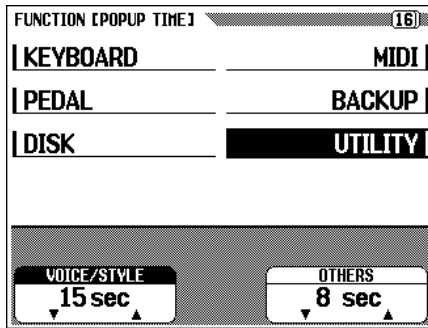 FUNCTION [POPUP TIME] 16
KEYBOARD MIDI
PEDAL BACKUP
DISK UTILITY
VOICE/STYLE OTHERS
15 sec 8 sec